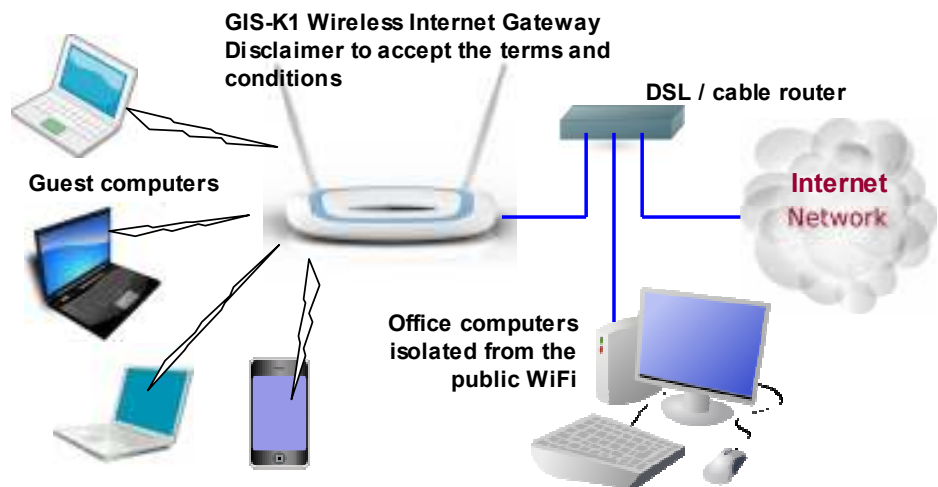 GIS-K1 Wireless Internet Gateway
Disclaimer to accept the terms and
conditions
DSL / cable router
Guest computers
Internet
Network
Office computers
isolated from the
public WiFi